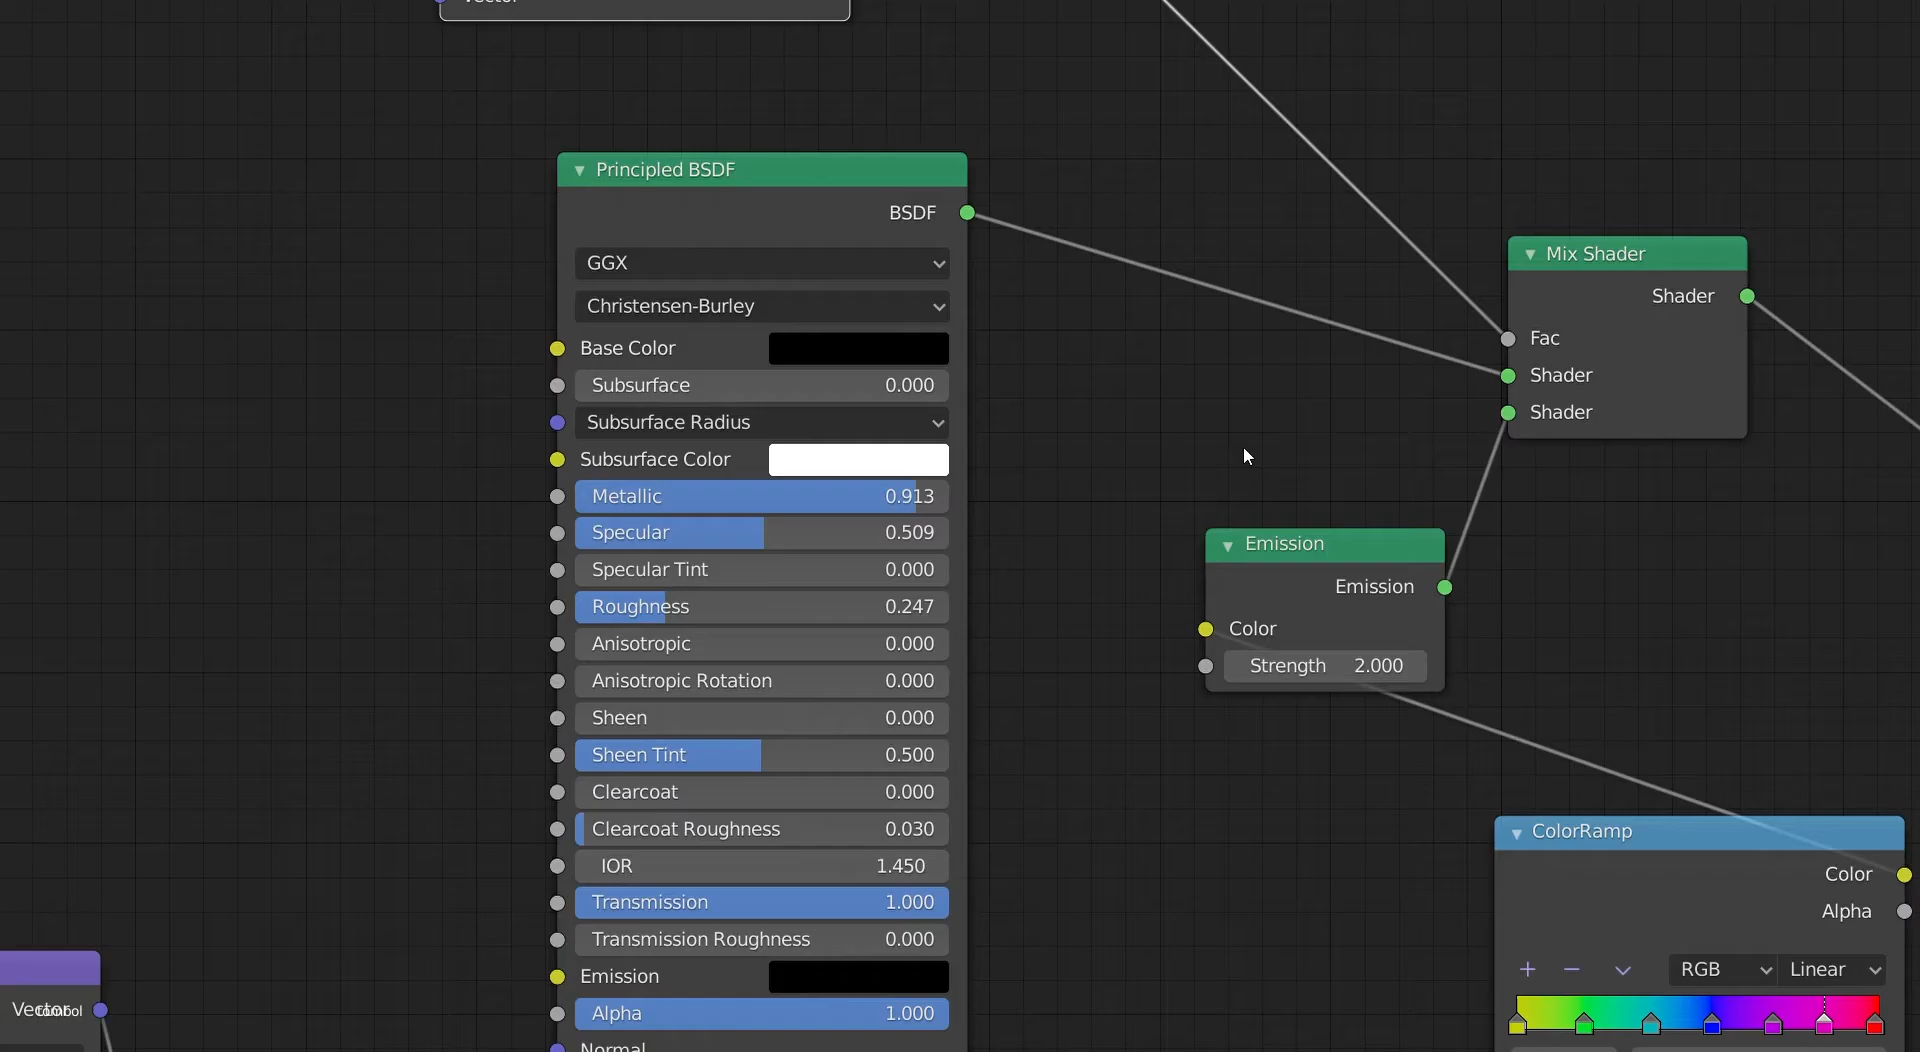 Vector
Principled BSDF
BSDF
GGX
Christensen-Burley
Base Color
Subsurface 0.000
Subsurface Radius
Subsurface Color
Metallic 0.913
Specular 0.509
Specular Tint 0.000
Roughness 0.247
Anisotropic 0.000
Anisotropic Rotation 0.000
Sheen 0.000
Sheen Tint 0.500
Clearcoat 0.000
Clearcoat Roughness 0.030
IOR 1.450
Transmission 1.000
Transmission Roughness 0.000
Emission
Alpha 1.000
Normal
Mix Shader
Shader
Fac
Shader
Shader
Emission
Emission
Color
Strength 2.000
ColorRamp
Color
Alpha
RGB Linear
Vector